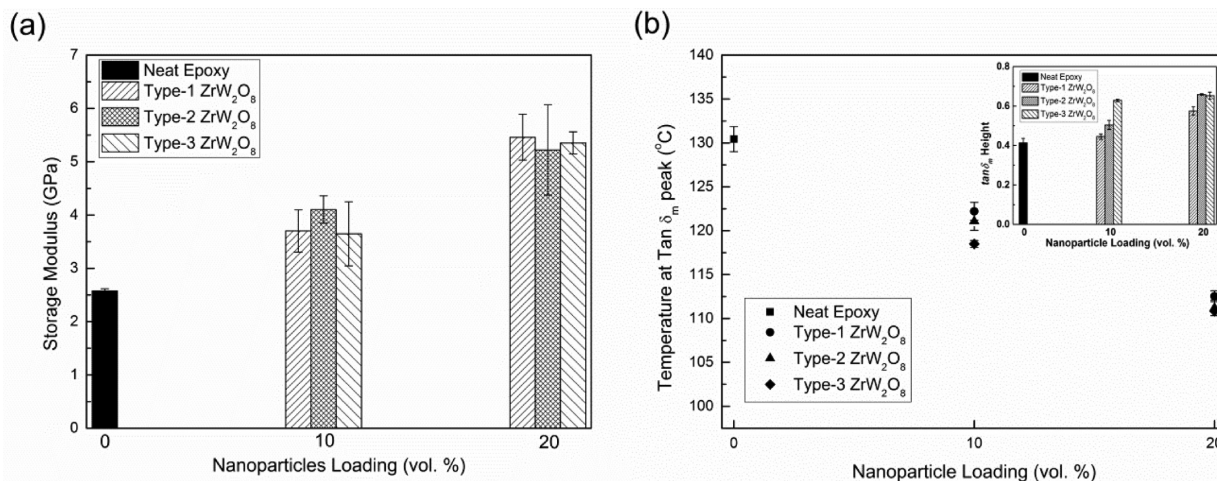 (a)
7
6
5
4
3
2
1
0
Storage Modulus (GPa)
Neat Epoxy
Type-1 ZrW₂O₈
Type-2 ZrW₂O₈
Type-3 ZrW₂O₈
0 10 20
Nanoparticles Loading (vol. %)
(b)
140
135
130
125
120
115
110
105
100
Temperature at Tan δₘ peak (°C)
Neat Epoxy
Type-1 ZrW₂O₈
Type-2 ZrW₂O₈
Type-3 ZrW₂O₈
0 10 20
Nanoparticle Loading (vol. %)
0.8
0.6
0.4
0.2
0.0
tanδₘ Height
Neat Epoxy
Type-1 ZrW₂O₈
Type-2 ZrW₂O₈
Type-3 ZrW₂O₈
0 10 20
Nanoparticle Loading (vol. %)